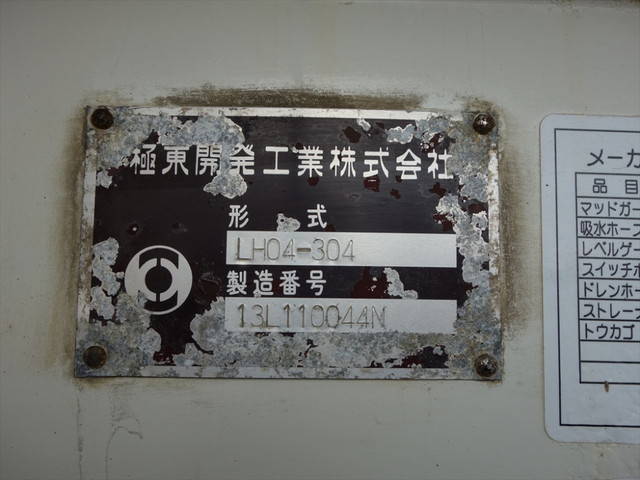 極東開発工業株式会社
形 式
LH04-304
製造番号
13L110044N
メーカ
品 目
マッドガー
吸水ホース
レベルゲー
スイッチボ
ドレンホー
ストレーナ
トウカゴ